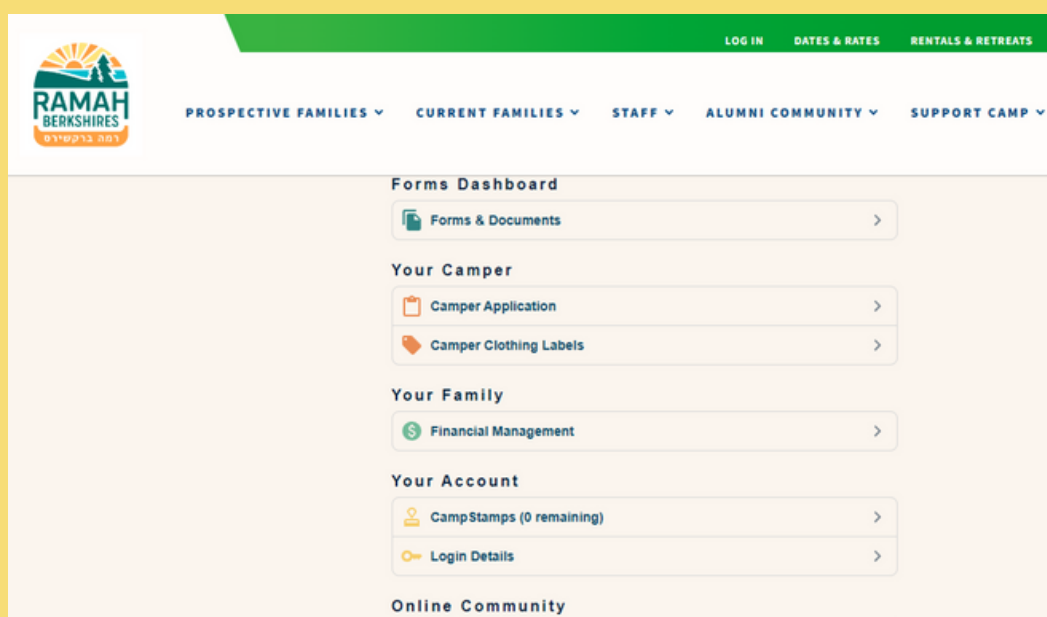 LOG IN DATES & RATES RENTALS & RETREATS
RAMAH
BERKSHIRES
רמה ברקשירס
PROSPECTIVE FAMILIES CURRENT FAMILIES STAFF ALUMNI COMMUNITY SUPPORT CAMP
Forms Dashboard
Forms & Documents
Your Camper
Camper Application
Camper Clothing Labels
Your Family
Financial Management
Your Account
CampStamps (0 remaining)
Login Details
Online Community